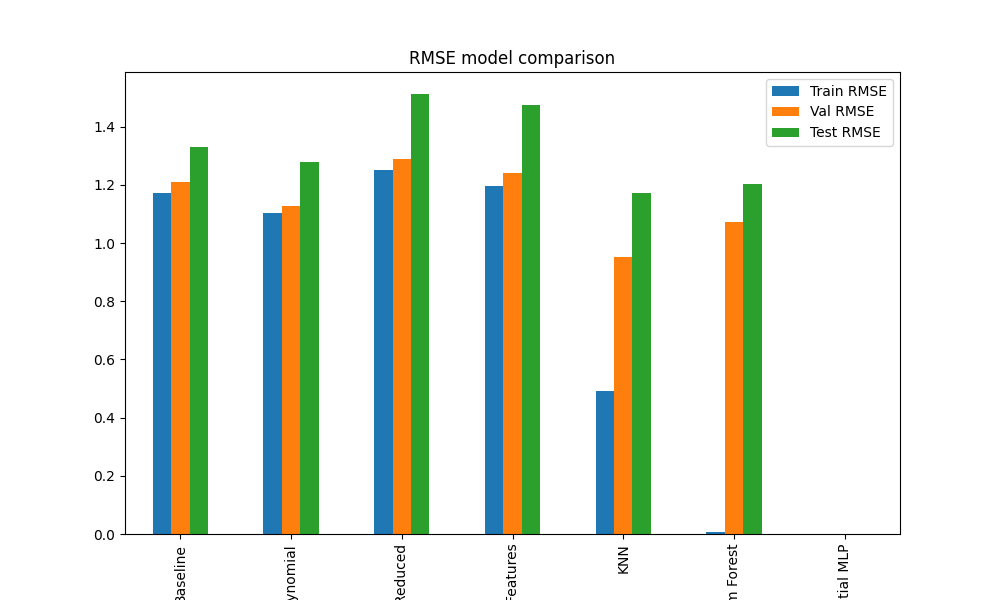 RMSE model comparison
Train RMSE
Val RMSE
Test RMSE
1.4
1.2
1.0
0.8
0.6
0.4
0.2
0.0
Baseline
ynomial
Reduced
Features
KNN
m Forest
tial MLP